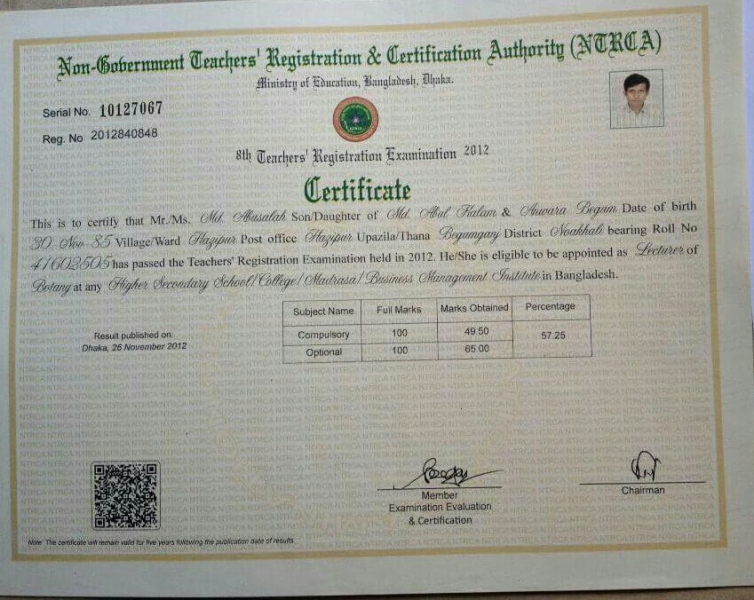 Non-Government Teachers' Registration & Certification Authority (NTRCA)
Ministry of Education, Bangladesh, Dhaka.
Serial No. 10127067
Reg. No 2012840848
8th Teachers' Registration Examination 2012
Certificate
This is to certify that Mr./Ms. Md. Abusalah Son/Daughter of Md. Abul Kalam & Anwara Begum Date of birth
30-Nov-85 Village/Ward Hazipur Post office Hazipur Upazila/Thana Begumganj District Noakhali bearing Roll No
41602505 has passed the Teachers' Registration Examination held in 2012. He/She is eligible to be appointed as Lecturer of
Botany at any Higher Secondary School/College/Madrasa/Business Management Institute in Bangladesh.
Subject Name Full Marks Marks Obtained Percentage
Compulsory 100 49.50 57.25
Optional 100 65.00
Result published on
Dhaka, 26 November 2012
Member
Examination Evaluation
& Certification
Chairman
Note: The certificate will remain valid for five years following the publication date of results.